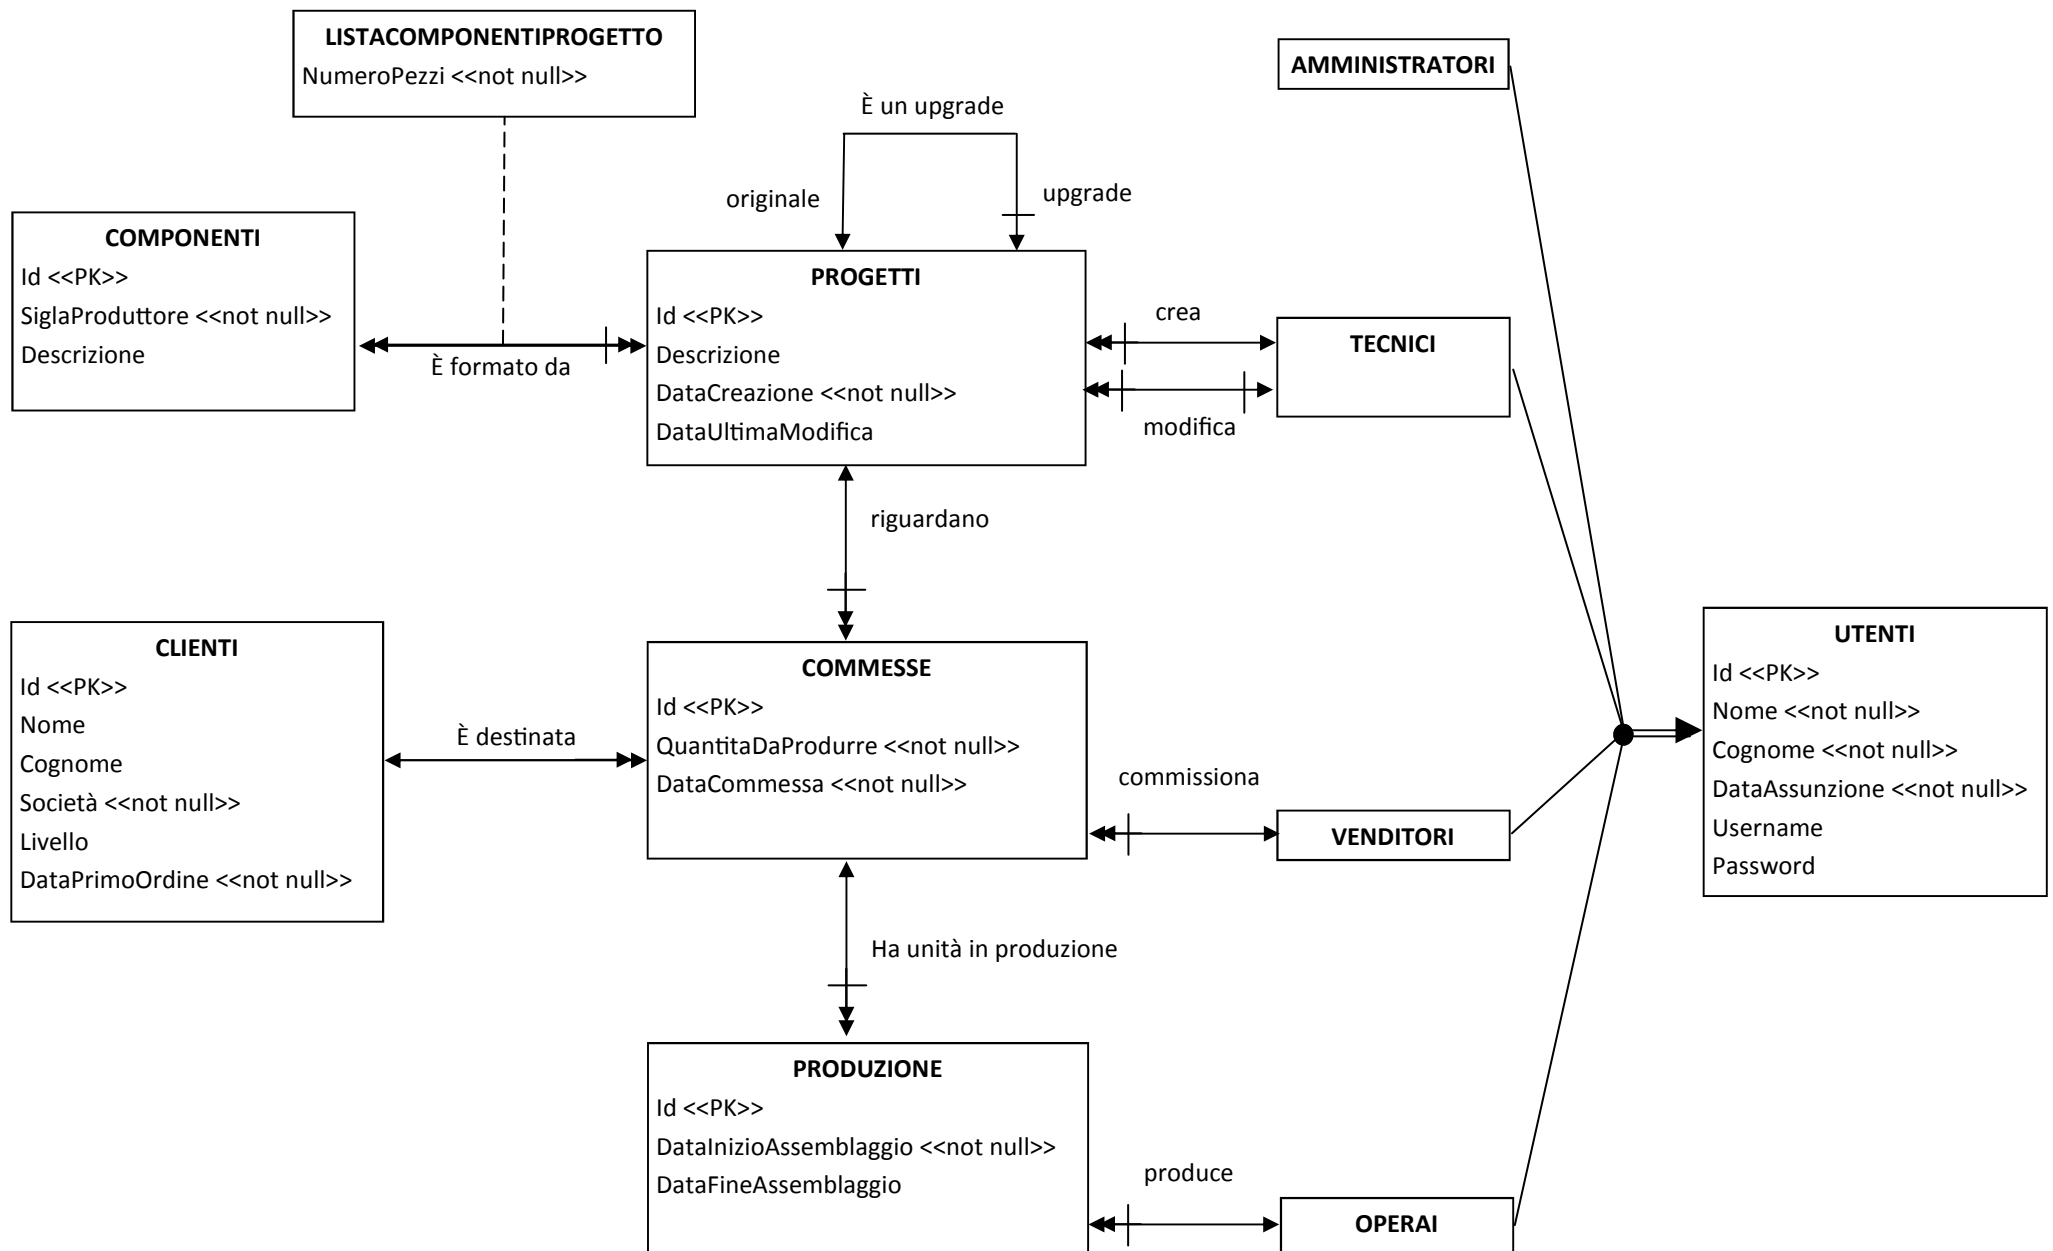 LISTACOMPONENTIPROGETTO
NumeroPezzi <<not null>>
AMMINISTRATORI
È un upgrade
originale
upgrade
COMPONENTI
Id <<PK>>
SiglaProduttore <<not null>>
Descrizione
È formato da
PROGETTI
Id <<PK>>
Descrizione
DataCreazione <<not null>>
DataUltimaModifica
crea
modifica
TECNICI
riguardano
CLIENTI
Id <<PK>>
Nome
Cognome
Società <<not null>>
Livello
DataPrimoOrdine <<not null>>
È destinata
COMMESSE
Id <<PK>>
QuantitaDaProdurre <<not null>>
DataCommessa <<not null>>
commissiona
VENDITORI
UTENTI
Id <<PK>>
Nome <<not null>>
Cognome <<not null>>
DataAssunzione <<not null>>
Username
Password
Ha unità in produzione
PRODUZIONE
Id <<PK>>
DataInizioAssemblaggio <<not null>>
DataFineAssemblaggio
produce
OPERAI